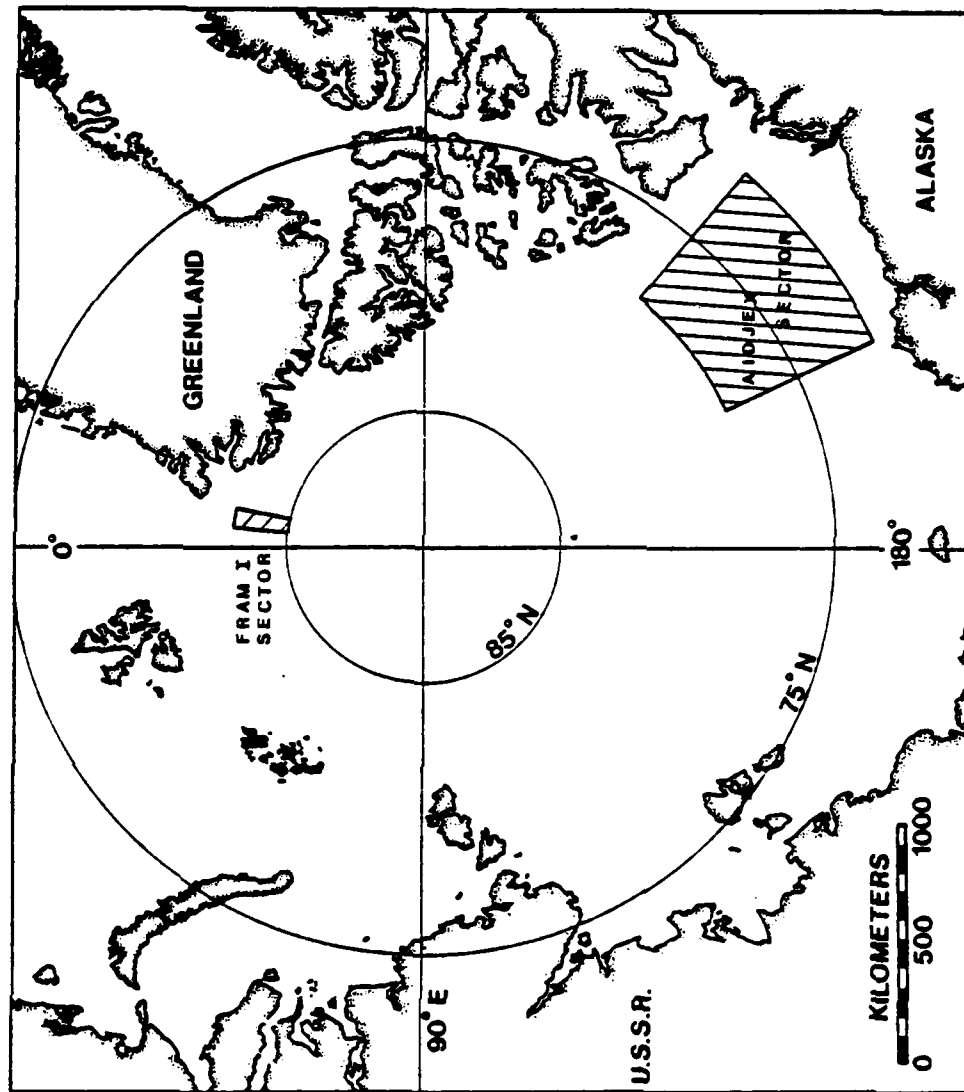 GREENLAND
0°
FRAM I
SECTOR
85°N
75°N
90°E
180°
AIDJEX
SECTOR
ALASKA
U.S.S.R.
KILOMETERS
0 500 1000